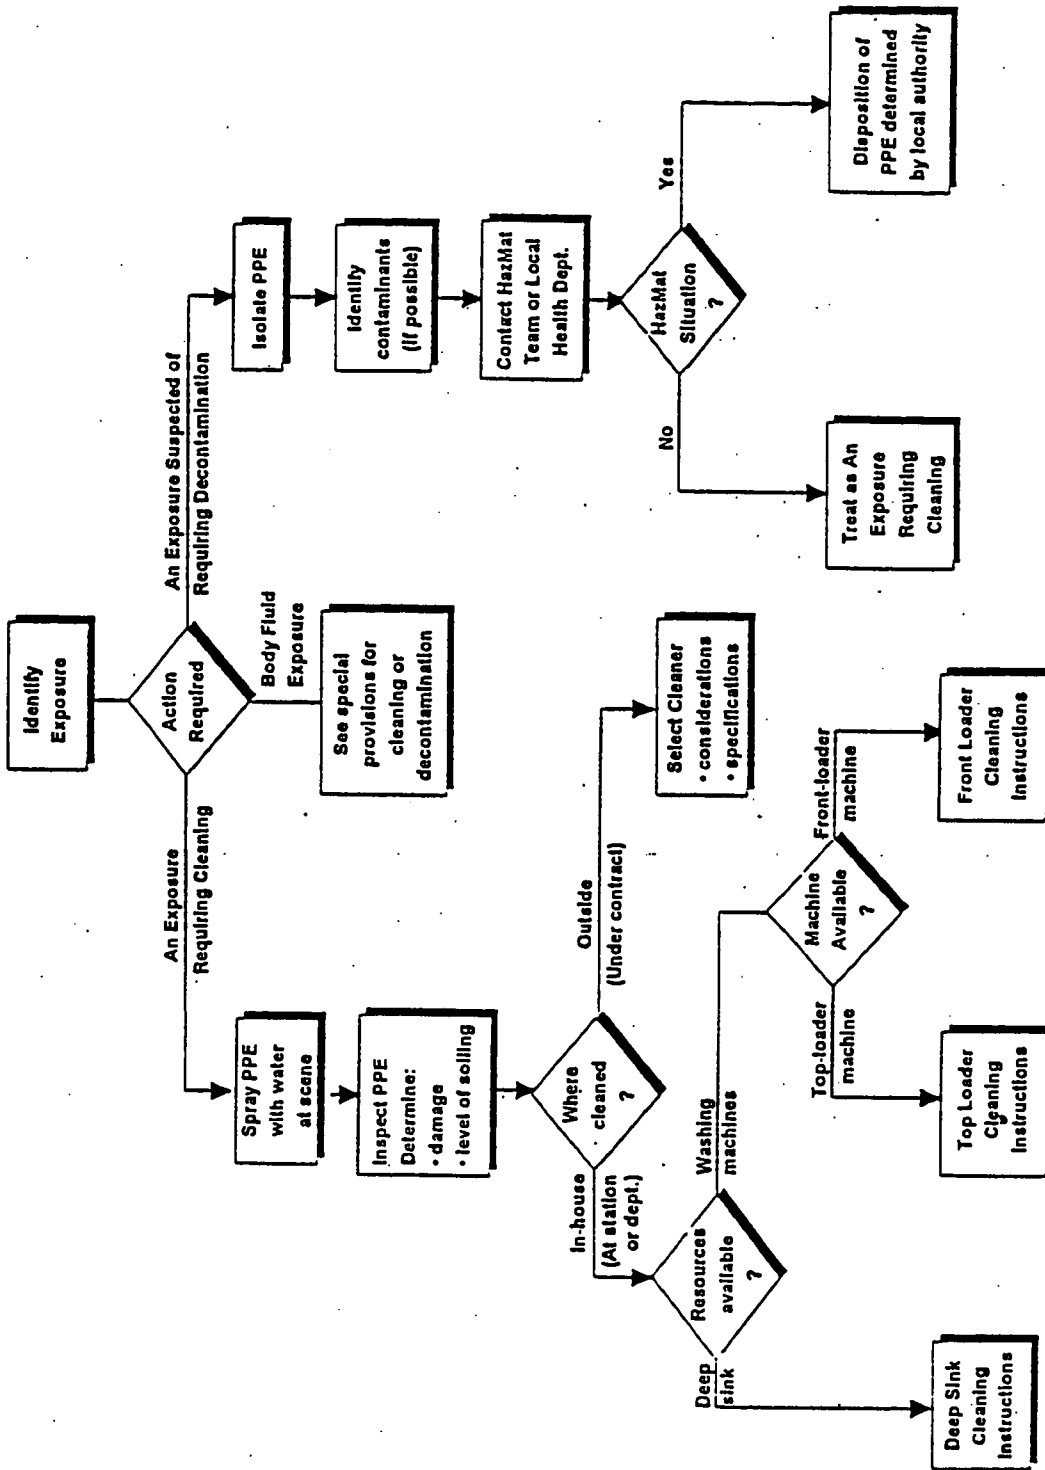 Identify
Exposure
Action
Required
An Exposure
Requiring Cleaning
Body Fluid
Exposure
An Exposure Suspected of
Requiring Decontamination
Spray PPE
with water
at scene
Inspect PPE
Determine:
• damage
• level of soiling
Where
cleaned
?
In-house
(At station
or dept.)
Outside
(Under contract)
Resources
available
?
Deep
sink
Washing
machines
Machine
Available
?
Top-loader
machine
Front-loader
machine
Deep Sink
Cleaning
Instructions
Top Loader
Cleaning
Instructions
Front Loader
Cleaning
Instructions
Select Cleaner
• considerations
• specifications
See special
provisions for
cleaning or
decontamination
Isolate PPE
Identify
contaminants
(if possible)
Contact HazMat
Team or Local
Health Dept.
HazMat
Situation
?
No
Yes
Treat as An
Exposure
Requiring
Cleaning
Disposition of
PPE determined
by local authority